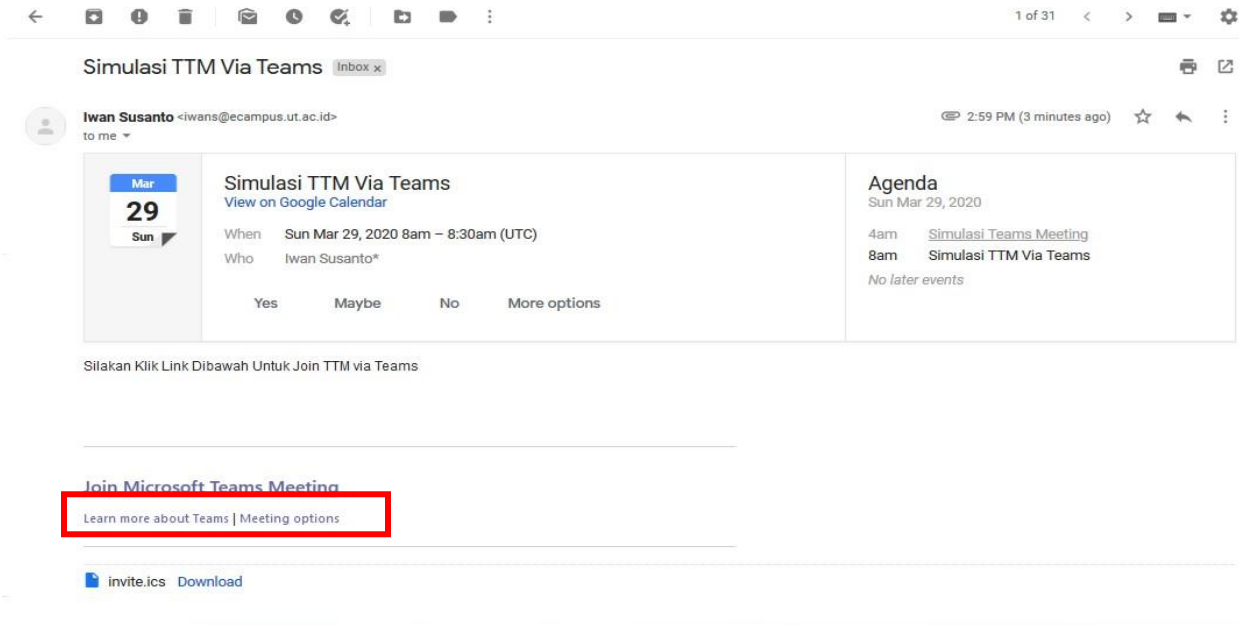 1 of 31
Simulasi TTM Via Teams Inbox x
Iwan Susanto <iwans@ecampus.ut.ac.id>
2:59 PM (3 minutes ago)
to me
Mar
29
Sun
Simulasi TTM Via Teams
View on Google Calendar
When Sun Mar 29, 2020 8am – 8:30am (UTC)
Who Iwan Susanto*
Yes Maybe No More options
Agenda
Sun Mar 29, 2020
4am Simulasi Teams Meeting
8am Simulasi TTM Via Teams
No later events
Silakan Klik Link Dibawah Untuk Join TTM via Teams
Join Microsoft Teams Meeting
Learn more about Teams | Meeting options
invite.ics Download